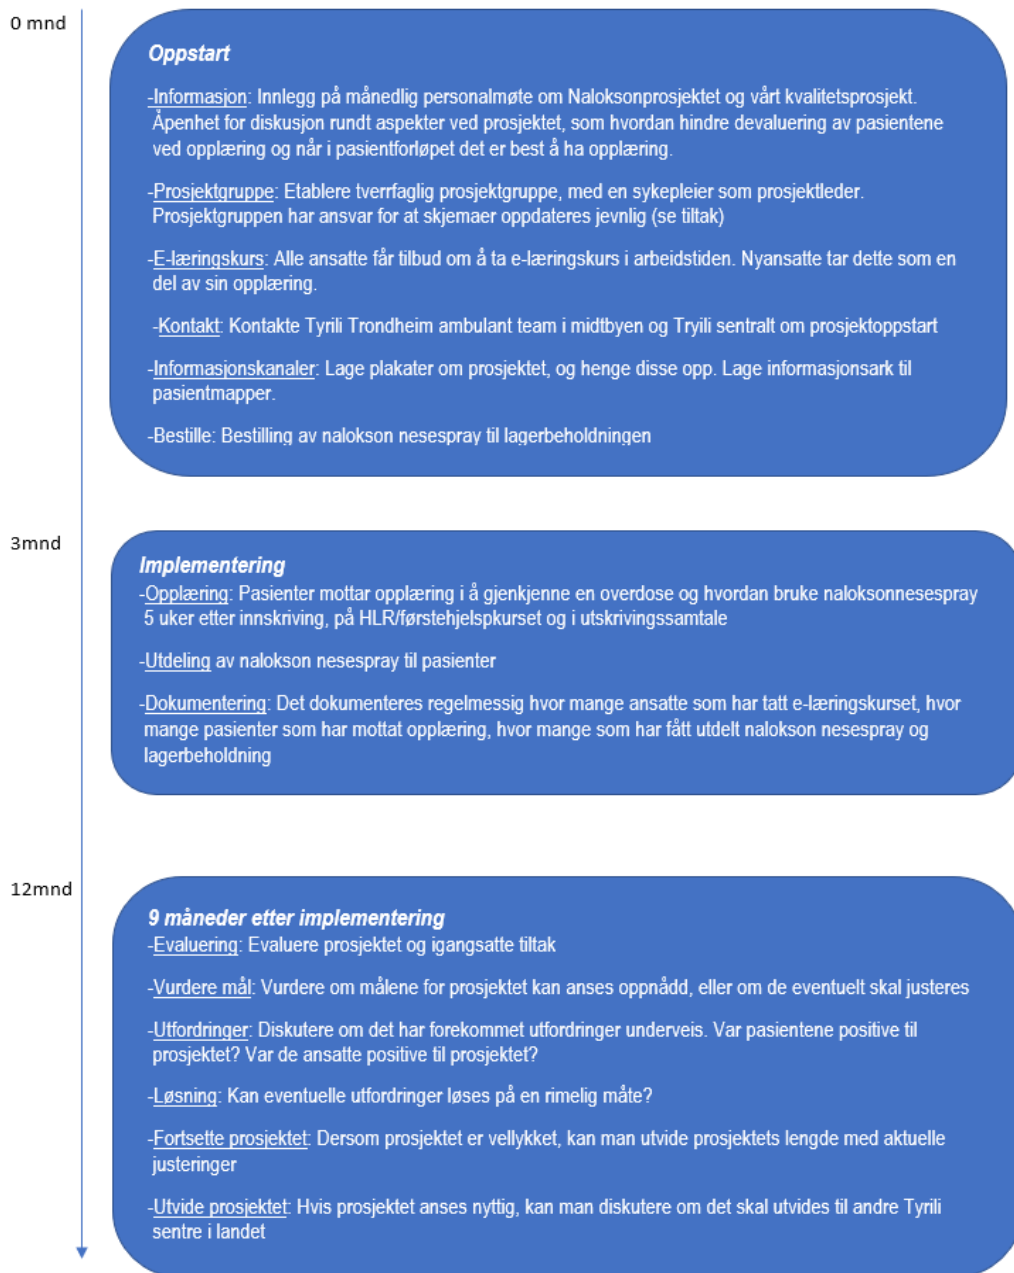 0 mnd
Oppstart
-Informasjon: Innlegg på månedlig personalmøte om Naloksonprosjektet og vårt kvalitetsprosjekt.
Åpenhet for diskusjon rundt aspekter ved prosjektet, som hvordan hindre devaluering av pasientene
ved opplæring og når i pasientforløpet det er best å ha opplæring.
-Prosjektgruppe: Etablere tverrfaglig prosjektgruppe, med en sykepleier som prosjektleder.
Prosjektgruppen har ansvar for at skjemaer oppdateres jevnlig (se tiltak)
-E-læringskurs: Alle ansatte får tilbud om å ta e-læringskurs i arbeidstiden. Nyansatte tar dette som en
del av sin opplæring.
-Kontakt: Kontakte Tyrili Trondheim ambulant team i midtbyen og Tryili sentralt om prosjektoppstart
-Informasjonskanaler: Lage plakater om prosjektet, og henge disse opp. Lage informasjonsark til
pasientmapper.
-Bestille: Bestilling av nalokson nesespray til lagerbeholdningen
3mnd
Implementering
-Opplæring: Pasienter mottar opplæring i å gjenkjenne en overdose og hvordan bruke naloksonnesespray
5 uker etter innskriving, på HLR/førstehjelspkurset og i utskrivingssamtale
-Utdeling av nalokson nesespray til pasienter
-Dokumentering: Det dokumenteres regelmessig hvor mange ansatte som har tatt e-læringskurset, hvor
mange pasienter som har mottat opplæring, hvor mange som har fått utdelt nalokson nesespray og
lagerbeholdning
12mnd
9 måneder etter implementering
-Evaluering: Evaluere prosjektet og igangsatte tiltak
-Vurdere mål: Vurdere om målene for prosjektet kan anses oppnådd, eller om de eventuelt skal justeres
-Utfordringer: Diskutere om det har forekommet utfordringer underveis. Var pasientene positive til
prosjektet? Var de ansatte positive til prosjektet?
-Løsning: Kan eventuelle utfordringer løses på en rimelig måte?
-Fortsette prosjektet: Dersom prosjektet er vellykket, kan man utvide prosjektets lengde med aktuelle
justeringer
-Utvide prosjektet: Hvis prosjektet anses nyttig, kan man diskutere om det skal utvides til andre Tyrili
sentre i landet